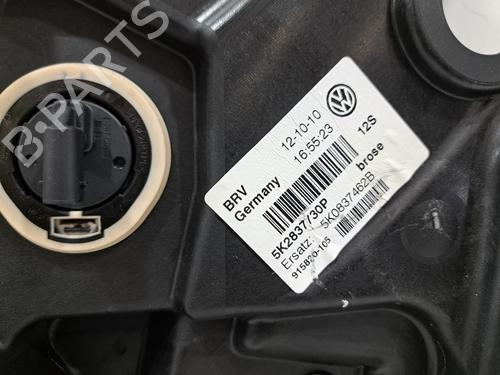 B-PARTS
BRV 12-10-10
Germany 16:55:23 12S
5K2837730P brose
Ersatz: 5K0837462B
915820-105